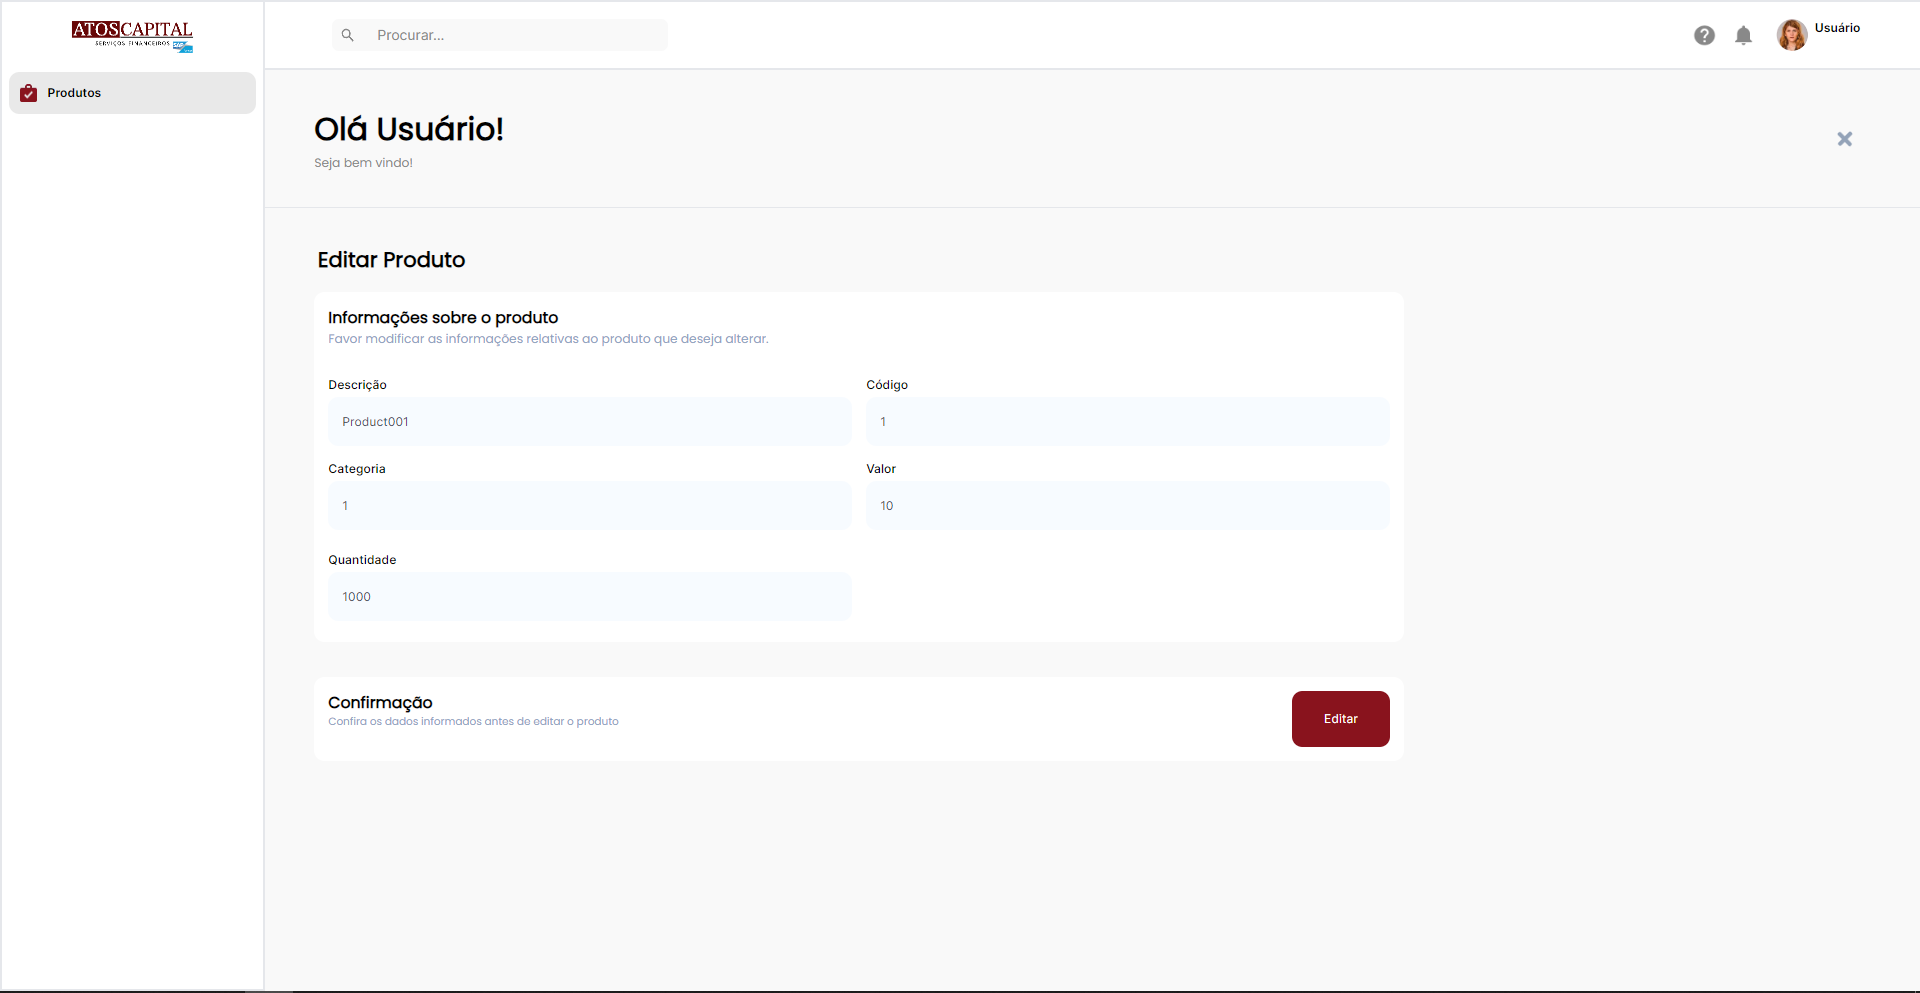 ATOSCAPITAL
SERVIÇOS FINANCEIROS
Procurar...
Usuário
Produtos
Olá Usuário!
Seja bem vindo!
Editar Produto
Informações sobre o produto
Favor modificar as informações relativas ao produto que deseja alterar.
Descrição
Código
Product001
1
Categoria
Valor
1
10
Quantidade
1000
Confirmação
Confira os dados informados antes de editar o produto
Editar